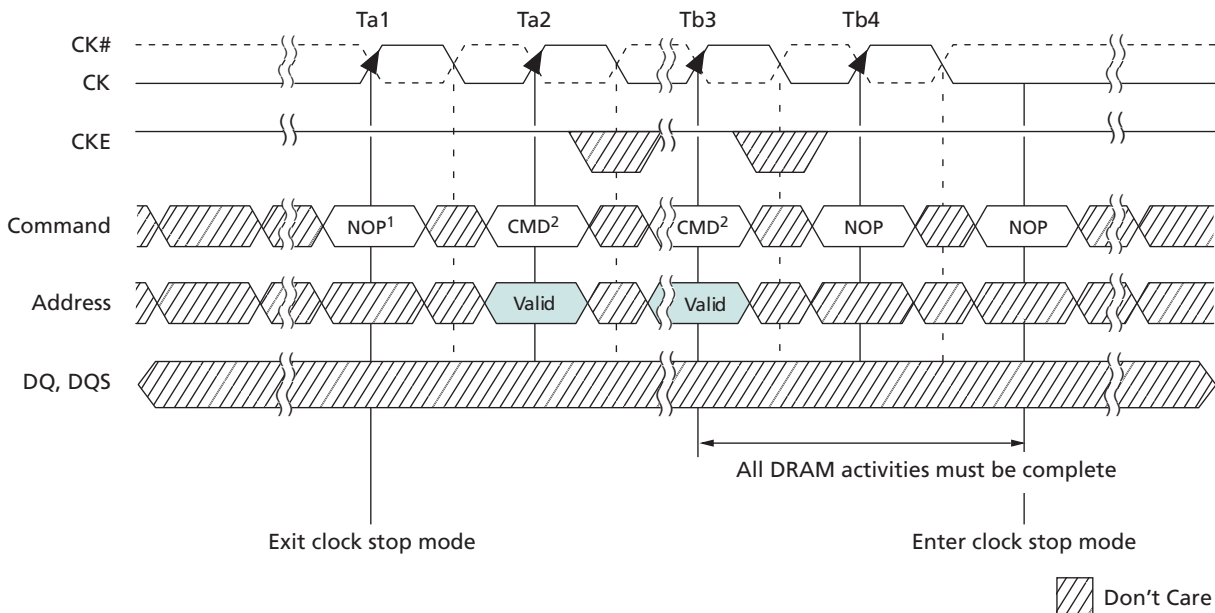 Ta1 Ta2 Tb3 Tb4
CK#
CK
CKE
Command NOP¹ CMD² CMD² NOP NOP
Address Valid Valid
DQ, DQS
All DRAM activities must be complete
Exit clock stop mode Enter clock stop mode
Don't Care